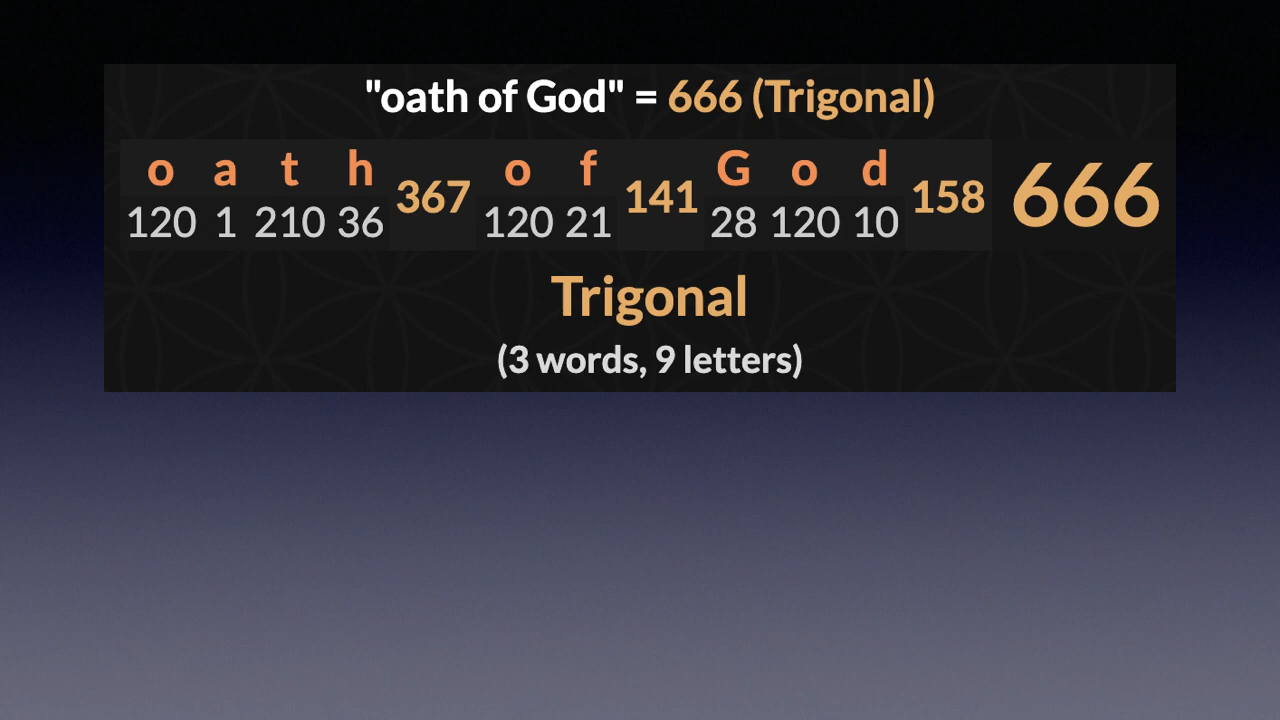 "oath of God" = 666 (Trigonal)
o a t h 367 o f 141 G o d 158 666
120 1 210 36 120 21 28 120 10
Trigonal
(3 words, 9 letters)